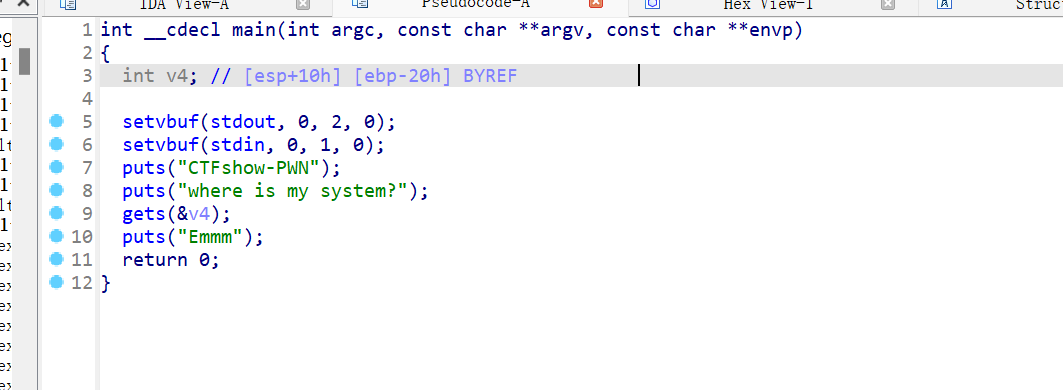 IDA View-A Pseudocode-A Hex View-1 Struc
1 int __cdecl main(int argc, const char **argv, const char **envp)
2 {
3 int v4; // [esp+10h] [ebp-20h] BYREF
4
5 setvbuf(stdout, 0, 2, 0);
6 setvbuf(stdin, 0, 1, 0);
7 puts("CTFshow-PWN");
8 puts("where is my system?");
9 gets(&v4);
10 puts("Emmm");
11 return 0;
12 }